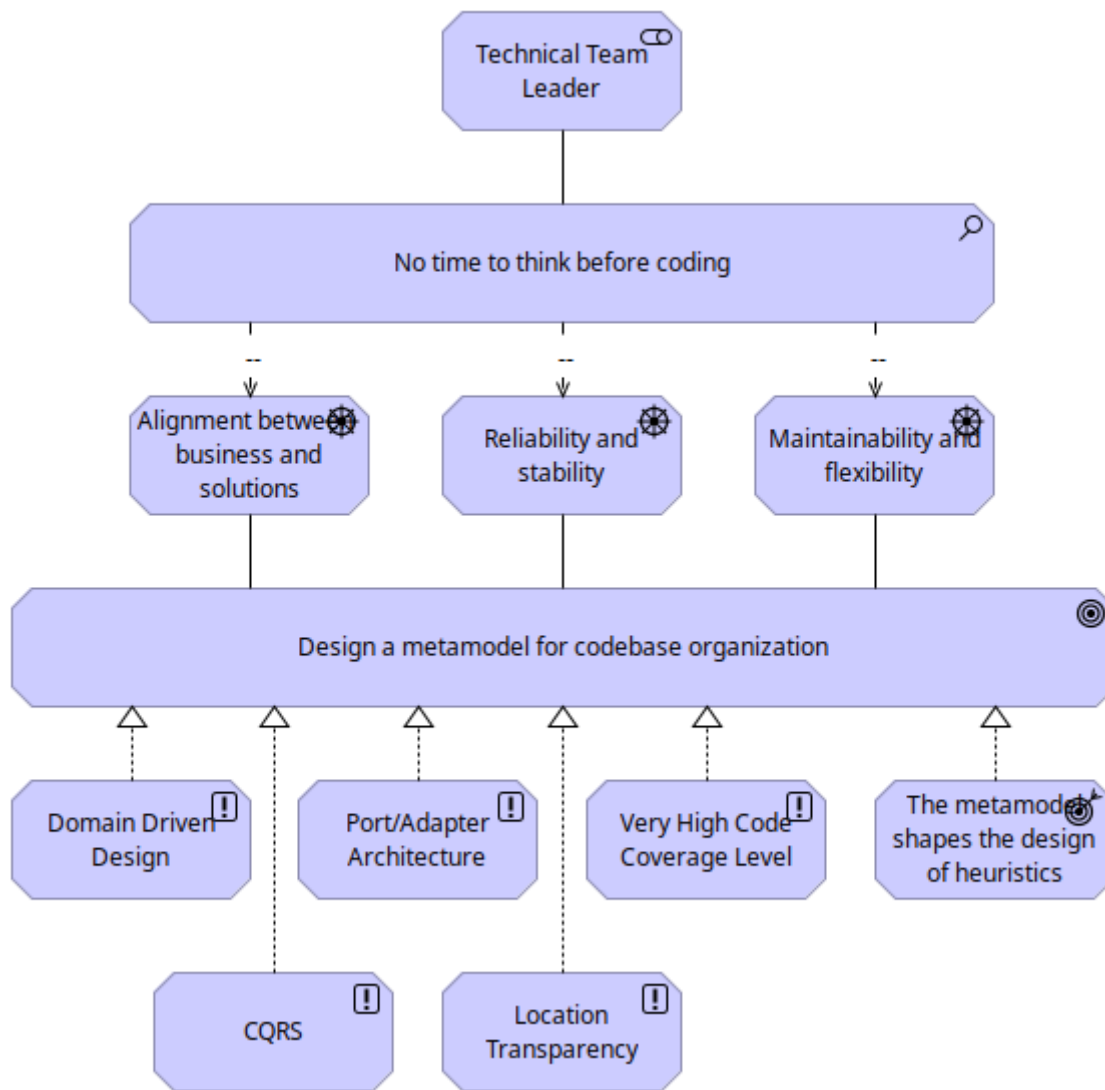 Technical Team
Leader
No time to think before coding
--
--
--
Alignment between
business and
solutions
Reliability and
stability
Maintainability and
flexibility
Design a metamodel for codebase organization
Domain Driven
Design
Port/Adapter
Architecture
Very High Code
Coverage Level
The metamodel
shapes the design
of heuristics
CQRS
Location
Transparency